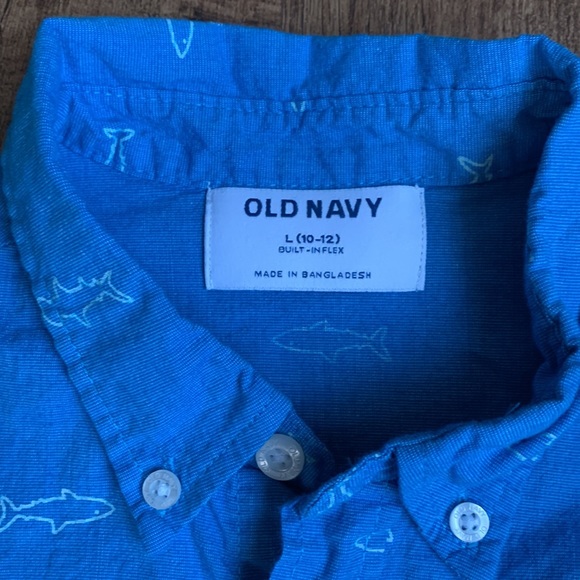 OLD NAVY
L (10-12)
BUILT-IN FLEX
MADE IN BANGLADESH